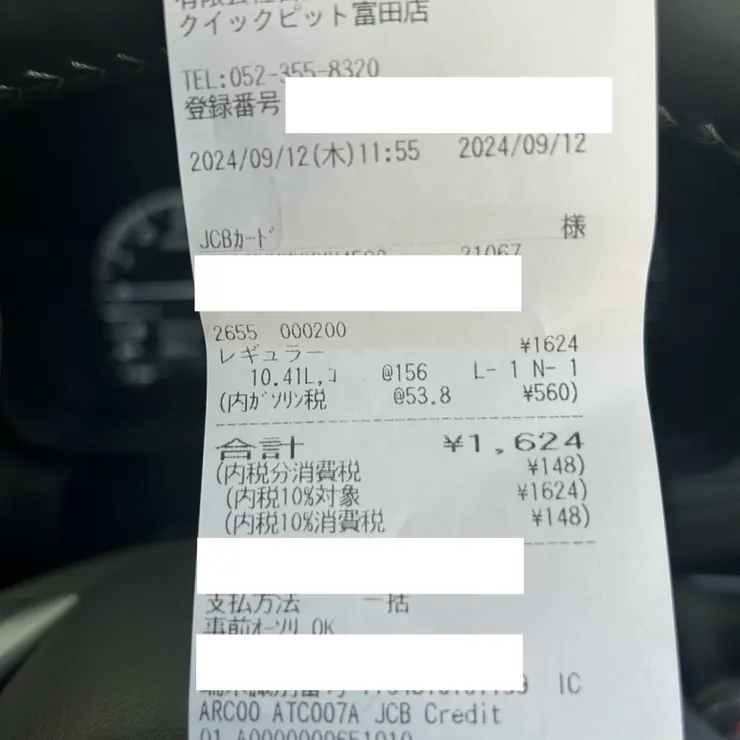 クイックピット富田店
TEL:052-355-8320
登録番号
2024/09/12(木)11:55 2024/09/12
様
JCBカード
21067
2655 000200
レギュラー ¥1624
10.41L,コ @156 L- 1 N- 1
(内ガソリン税 @53.8 ¥560)
合計 ¥1,624
(内税分消費税 ¥148)
(内税10%対象 ¥1624)
(内税10%消費税 ¥148)
支払方法 一括
事前オーソリ OK
IC
ARC00 ATC007A JCB Credit